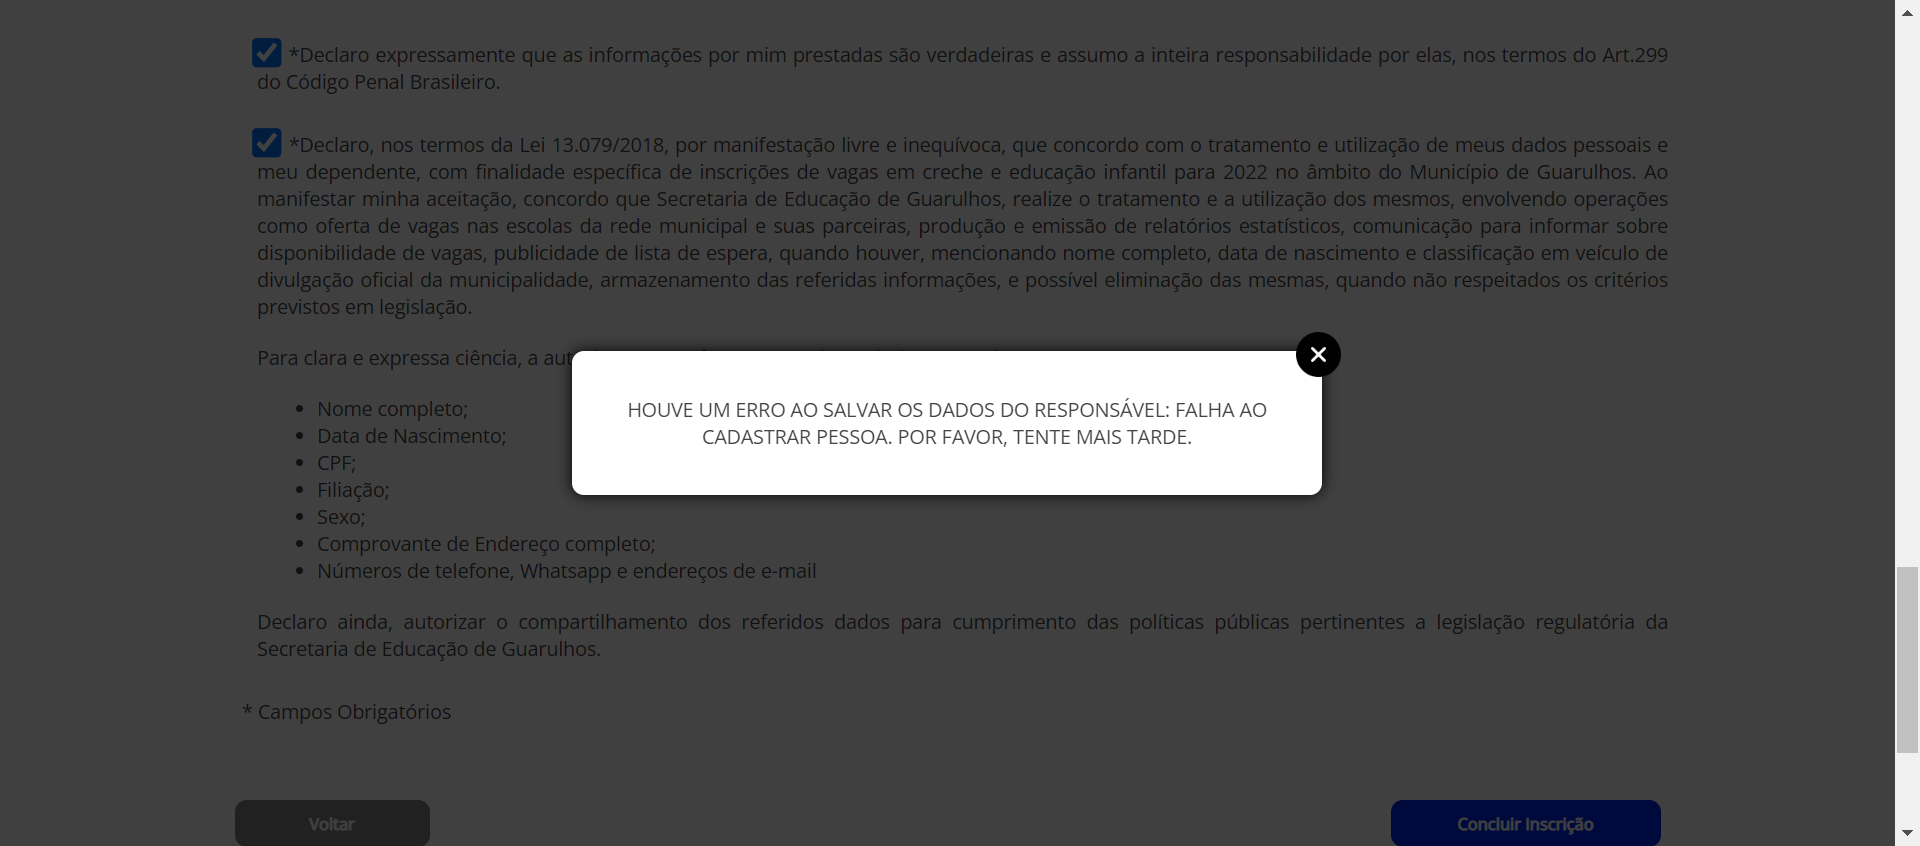 *Declaro expressamente que as informações por mim prestadas são verdadeiras e assumo a inteira responsabilidade por elas, nos termos do Art.299
do Código Penal Brasileiro.
*Declaro, nos termos da Lei 13.079/2018, por manifestação livre e inequívoca, que concordo com o tratamento e utilização de meus dados pessoais e
meu dependente, com finalidade específica de inscrições de vagas em creche e educação infantil para 2022 no âmbito do Município de Guarulhos. Ao
manifestar minha aceitação, concordo que Secretaria de Educação de Guarulhos, realize o tratamento e a utilização dos mesmos, envolvendo operações
como oferta de vagas nas escolas da rede municipal e suas parceiras, produção e emissão de relatórios estatísticos, comunicação para informar sobre
disponibilidade de vagas, publicidade de lista de espera, quando houver, mencionando nome completo, data de nascimento e classificação em veículo de
divulgação oficial da municipalidade, armazenamento das referidas informações, e possível eliminação das mesmas, quando não respeitados os critérios
previstos em legislação.
Para clara e expressa ciência, a
HOUVE UM ERRO AO SALVAR OS DADOS DO RESPONSÁVEL: FALHA AO
CADASTRAR PESSOA. POR FAVOR, TENTE MAIS TARDE.
Nome completo;
Data de Nascimento;
CPF;
Filiação;
Sexo;
Comprovante de Endereço completo;
Números de telefone, Whatsapp e endereços de e-mail
Declaro ainda, autorizar o compartilhamento dos referidos dados para cumprimento das políticas públicas pertinentes a legislação regulatória da
Secretaria de Educação de Guarulhos.
* Campos Obrigatórios
Voltar
Concluir Inscrição